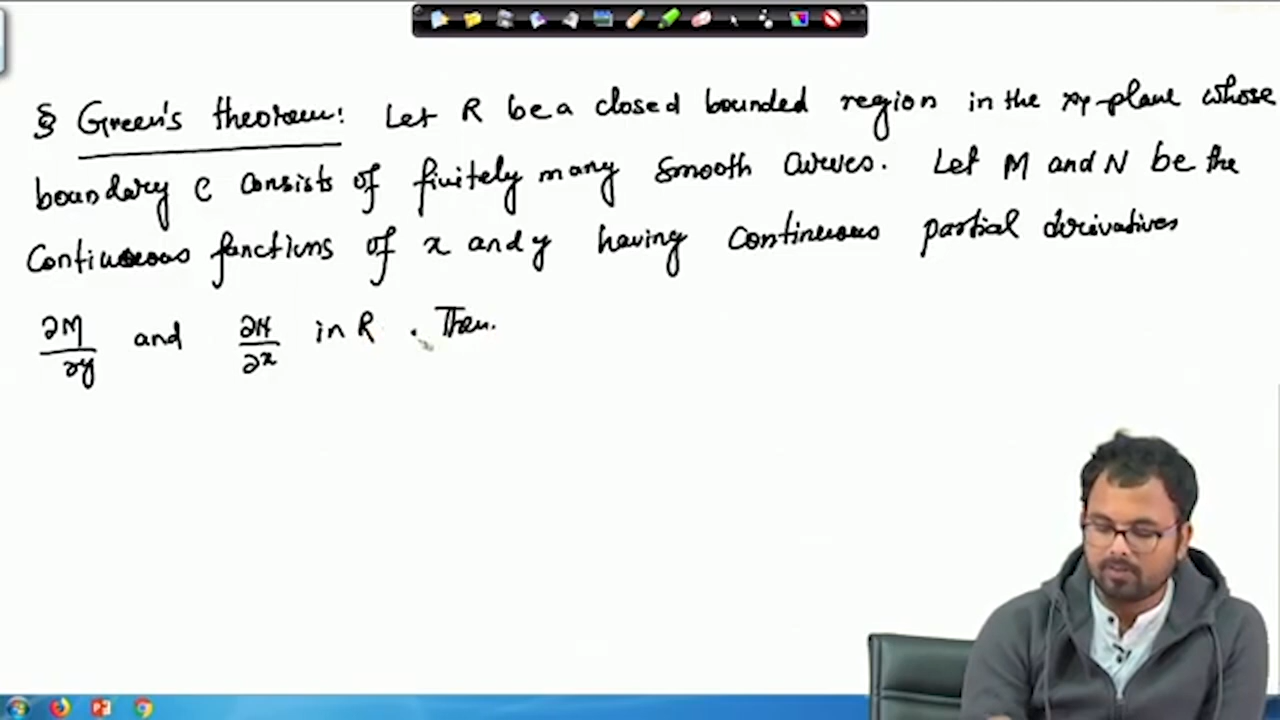 § Green's theorem: Let R be a closed bounded region in the xy-plane whose
boundary C consists of finitely many smooth curves. Let M and N be the
Continuous functions of x and y having continuous partial derivatives
∂M/∂y and ∂N/∂x in R. Then.